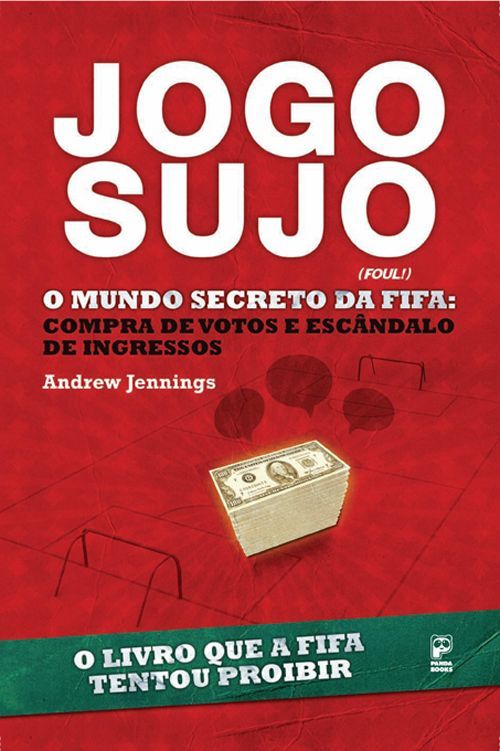 JOGO
SUJO
(FOUL!)
O MUNDO SECRETO DA FIFA:
COMPRA DE VOTOS E ESCÂNDALO
DE INGRESSOS
Andrew Jennings
100
O LIVRO QUE A FIFA
TENTOU PROIBIR
PANDA
BOOKS